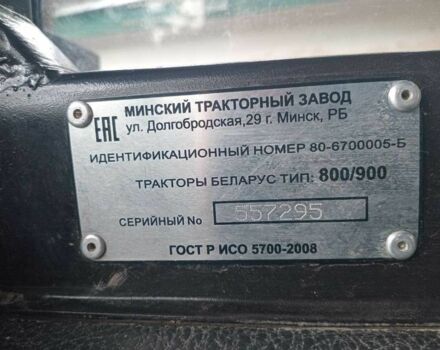 МИНСКИЙ ТРАКТОРНЫЙ ЗАВОД
EAC ул. Долгобродская,29 г. Минск, РБ
ИДЕНТИФИКАЦИОННЫЙ НОМЕР 80-6700005-Б
ТРАКТОРЫ БЕЛАРУС ТИП: 800/900
СЕРИЙНЫЙ No 557295
ГОСТ Р ИСО 5700-2008